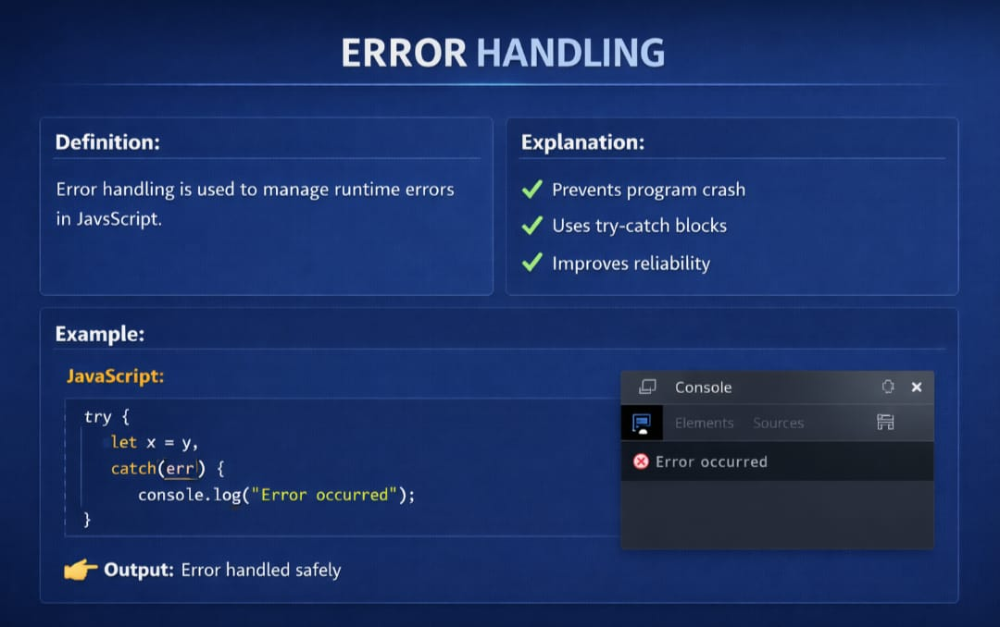 ERROR HANDLING
Definition:
Error handling is used to manage runtime errors
in JavsScript.
Explanation:
Prevents program crash
Uses try-catch blocks
Improves reliability
Example:
JavaScript:
try {
let x = y,
catch(err) {
console.log("Error occurred");
}
Output: Error handled safely
Console
Elements Sources
Error occurred